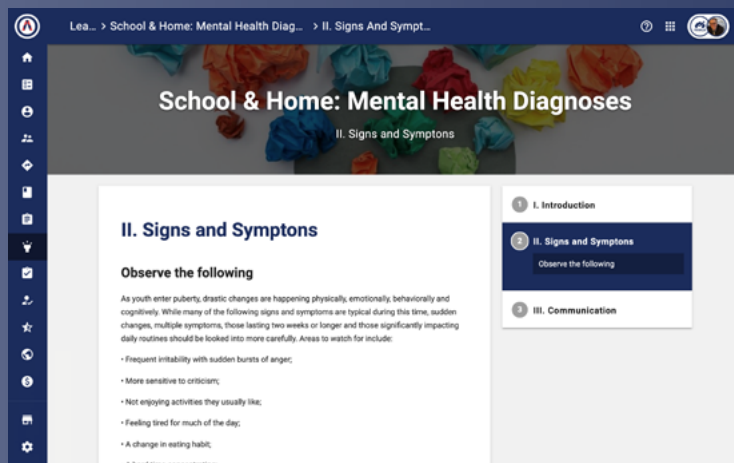 Lea... > School & Home: Mental Health Diag... > II. Signs And Sympt...
School & Home: Mental Health Diagnoses
II. Signs and Symptons
II. Signs and Symptons
Observe the following
As youth enter puberty, drastic changes are happening physically, emotionally, behaviorally and
cognitively. While many of the following signs and symptoms are typical during this time, sudden
changes, multiple symptoms, those lasting two weeks or longer and those significantly impacting
daily routines should be looked into more carefully. Areas to watch for include:
• Frequent irritability with sudden bursts of anger;
• More sensitive to criticism;
• Not enjoying activities they usually like;
• Feeling tired for much of the day;
• A change in eating habit;
1 I. Introduction
2 II. Signs and Symptons
Observe the following
3 III. Communication